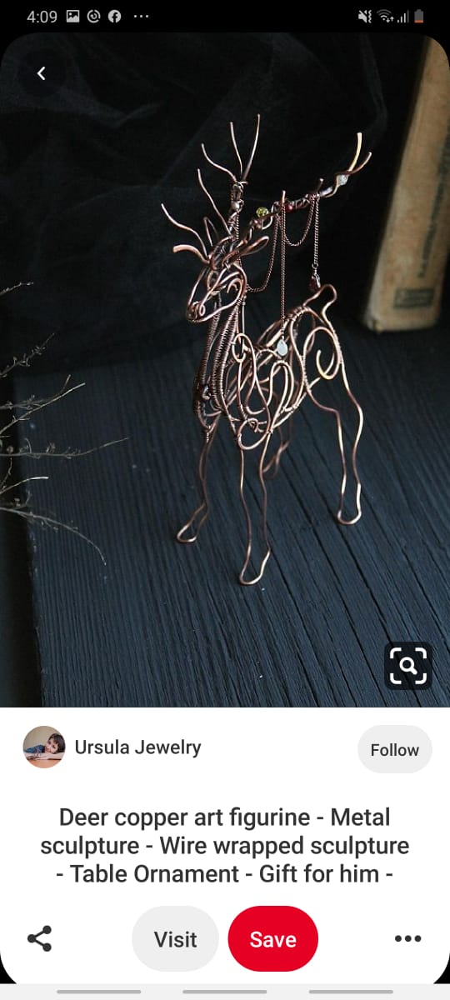 4:09
Ursula Jewelry
Follow
Deer copper art figurine - Metal
sculpture - Wire wrapped sculpture
- Table Ornament - Gift for him -
Visit
Save